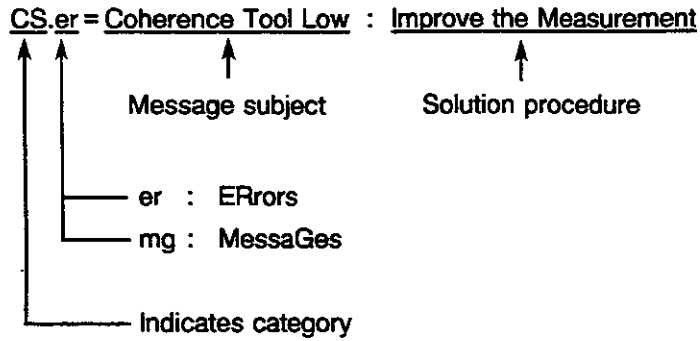 CS.er = Coherence Tool Low : Improve the Measurement
Message subject Solution procedure
er : ERrors
mg : MessaGes
Indicates category